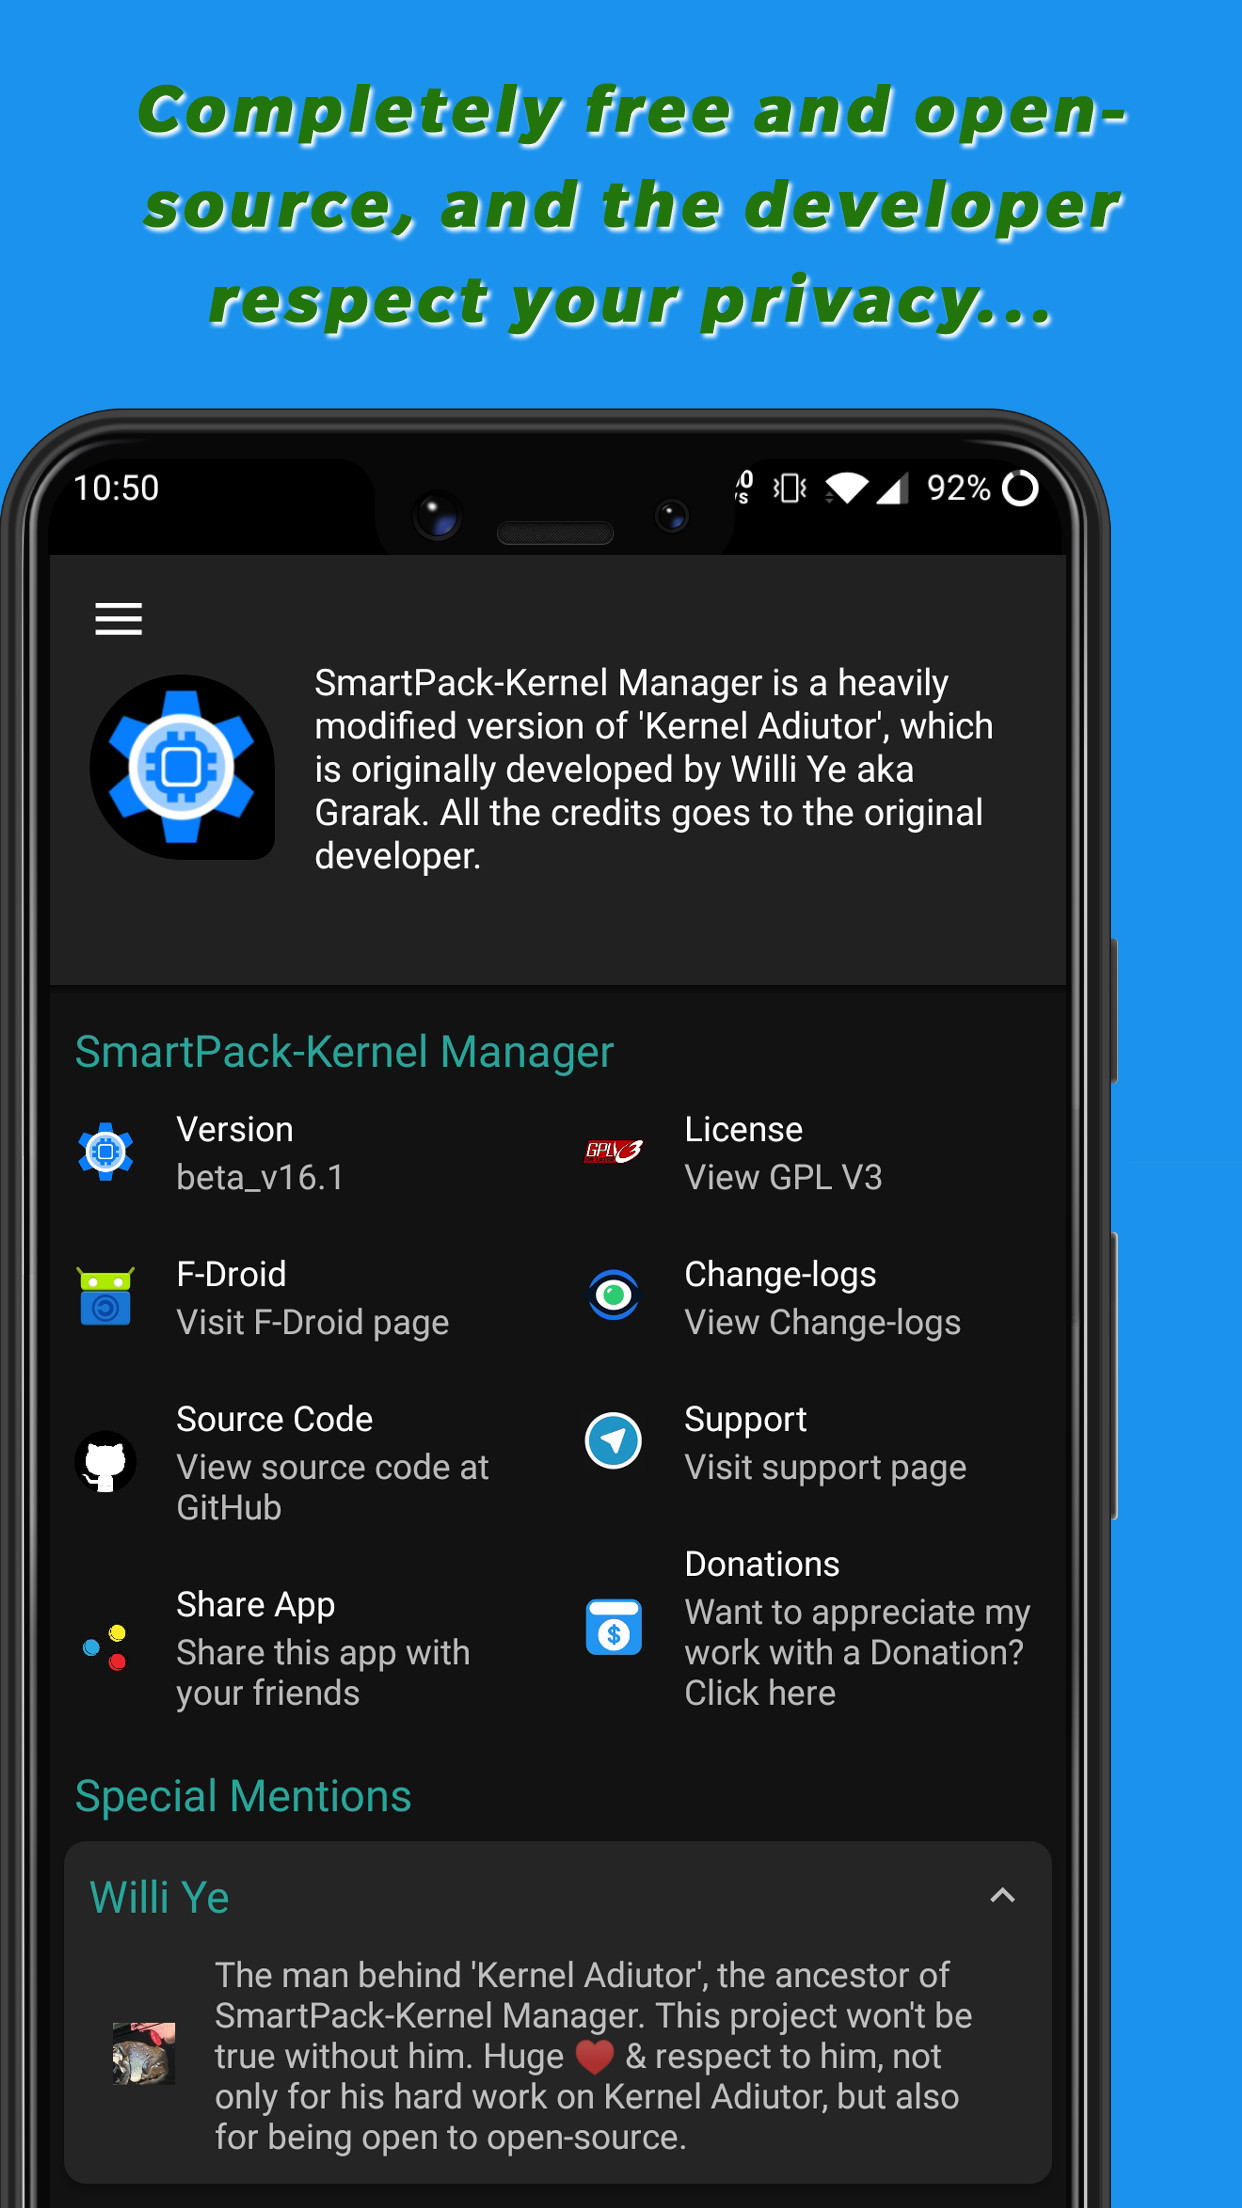 Completely free and open-
source, and the developer
respect your privacy...
10:50
92%
SmartPack-Kernel Manager is a heavily
modified version of 'Kernel Adiutor', which
is originally developed by Willi Ye aka
Grarak. All the credits goes to the original
developer.
SmartPack-Kernel Manager
Version
beta_v16.1
GPLV3
License
View GPL V3
F-Droid
Visit F-Droid page
Change-logs
View Change-logs
Source Code
View source code at
GitHub
Support
Visit support page
Share App
Share this app with
your friends
Donations
Want to appreciate my
work with a Donation?
Click here
Special Mentions
Willi Ye
The man behind 'Kernel Adiutor', the ancestor of
SmartPack-Kernel Manager. This project won't be
true without him. Huge ♥ & respect to him, not
only for his hard work on Kernel Adiutor, but also
for being open to open-source.